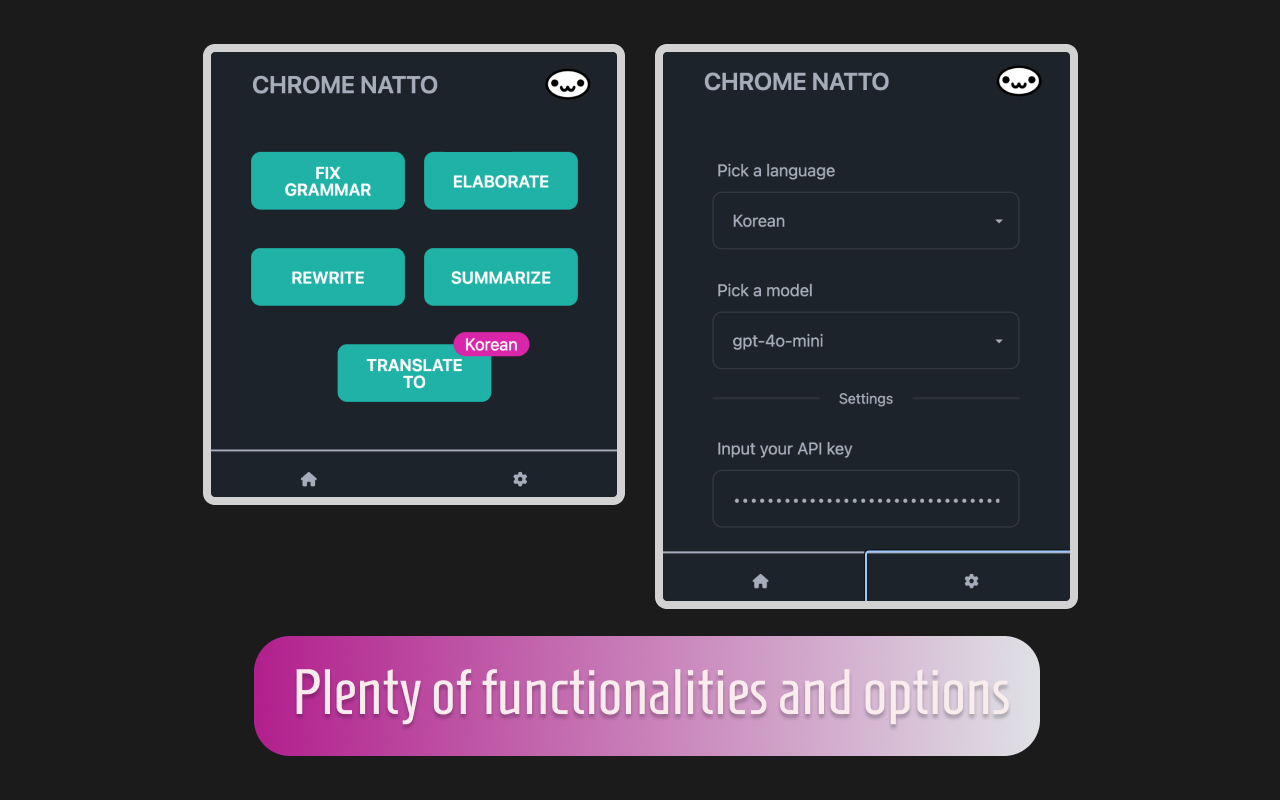 CHROME NATTO
FIX
GRAMMAR
ELABORATE
REWRITE
SUMMARIZE
Korean
TRANSLATE
TO
CHROME NATTO
Pick a language
Korean
Pick a model
gpt-4o-mini
Settings
Input your API key
Plenty of functionalities and options